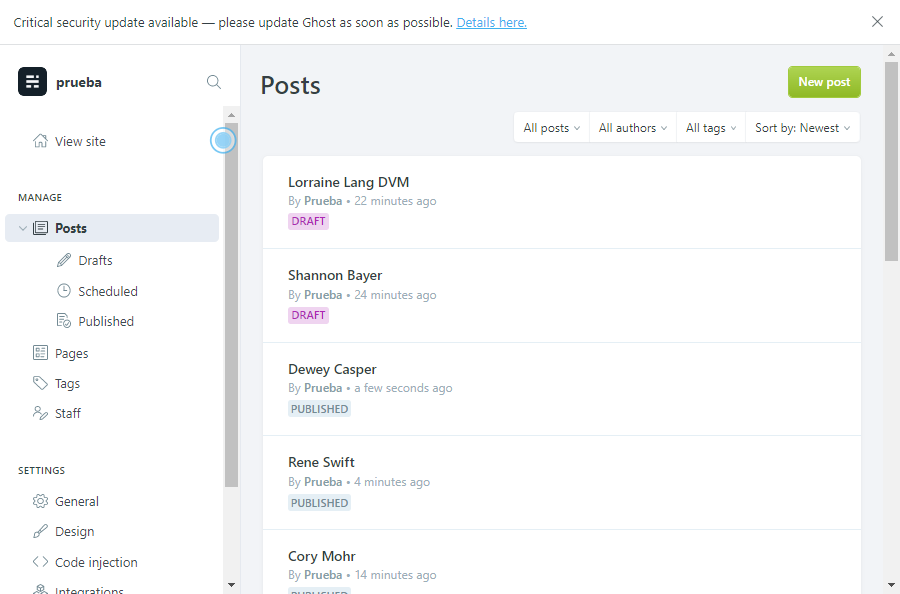 Critical security update available — please update Ghost as soon as possible. Details here.
prueba
View site
MANAGE
Posts
Drafts
Scheduled
Published
Pages
Tags
Staff
SETTINGS
General
Design
Code injection
Integrations
Posts
New post
All posts
All authors
All tags
Sort by: Newest
Lorraine Lang DVM
By Prueba • 22 minutes ago
DRAFT
Shannon Bayer
By Prueba • 24 minutes ago
DRAFT
Dewey Casper
By Prueba • a few seconds ago
PUBLISHED
Rene Swift
By Prueba • 4 minutes ago
PUBLISHED
Cory Mohr
By Prueba • 14 minutes ago
PUBLISHED